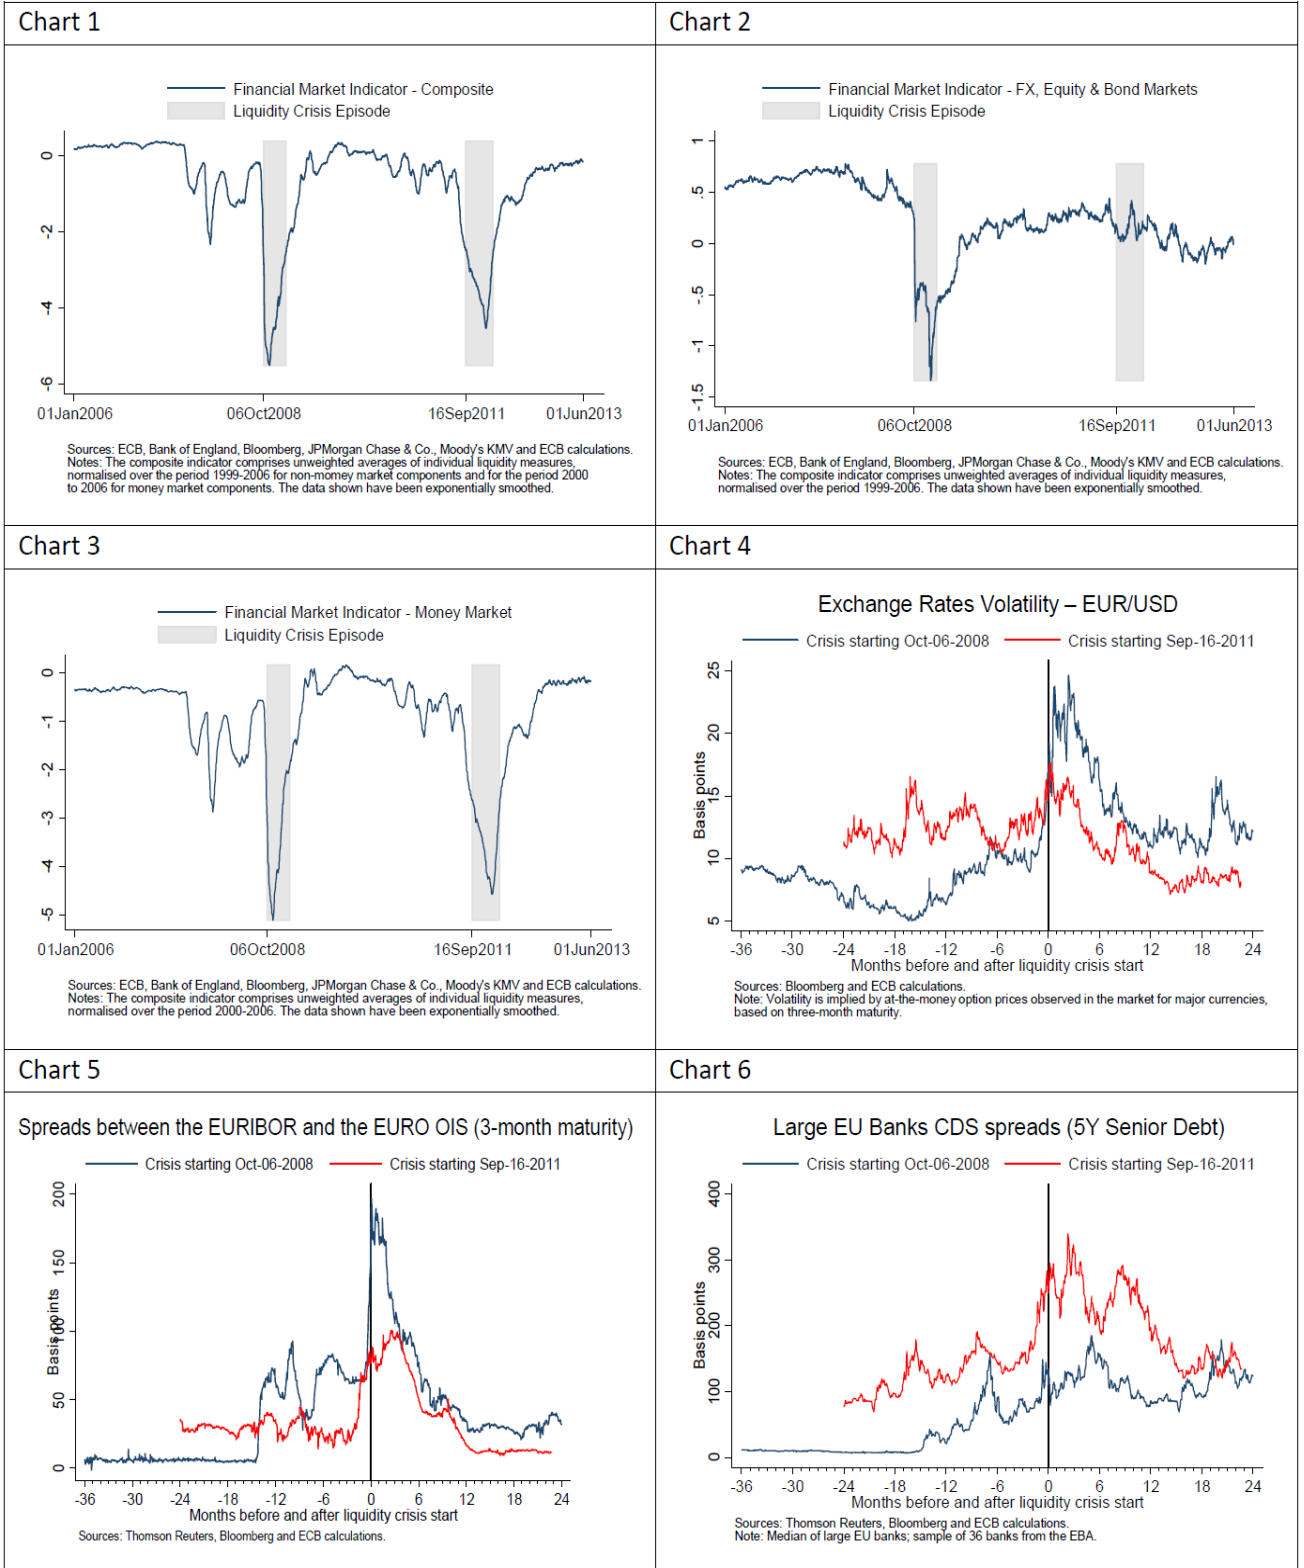 Chart 1
Financial Market Indicator - Composite
Liquidity Crisis Episode
0
-2
-4
-6
01Jan2006
06Oct2008
16Sep2011
01Jun2013
Sources: ECB, Bank of England, Bloomberg, JPMorgan Chase & Co., Moody's KMV and ECB calculations.
Notes: The composite indicator comprises unweighted averages of individual liquidity measures,
normalised over the period 1999-2006 for non-momey market components and for the period 2000
to 2006 for money market components. The data shown have been exponentially smoothed.
Chart 2
Financial Market Indicator - FX, Equity & Bond Markets
Liquidity Crisis Episode
1
.5
0
-.5
-1
-1.5
01Jan2006
06Oct2008
16Sep2011
01Jun2013
Sources: ECB, Bank of England, Bloomberg, JPMorgan Chase & Co., Moody's KMV and ECB calculations.
Notes: The composite indicator comprises unweighted averages of individual liquidity measures,
normalised over the period 1999-2006. The data shown have been exponentially smoothed.
Chart 3
Financial Market Indicator - Money Market
Liquidity Crisis Episode
0
-1
-2
-3
-4
-5
01Jan2006
06Oct2008
16Sep2011
01Jun2013
Sources: ECB, Bank of England, Bloomberg, JPMorgan Chase & Co., Moody's KMV and ECB calculations.
Notes: The composite indicator comprises unweighted averages of individual liquidity measures,
normalised over the period 2000-2006. The data shown have been exponentially smoothed.
Chart 4
Exchange Rates Volatility – EUR/USD
Crisis starting Oct-06-2008
Crisis starting Sep-16-2011
Basis points
25
20
15
10
5
-36 -30 -24 -18 -12 -6 0 6 12 18 24
Months before and after liquidity crisis start
Sources: Bloomberg and ECB calculations.
Note: Volatility is implied by at-the-money option prices observed in the market for major currencies,
based on three-month maturity.
Chart 5
Spreads between the EURIBOR and the EURO OIS (3-month maturity)
Crisis starting Oct-06-2008
Crisis starting Sep-16-2011
Basis points
200
150
100
50
0
-36 -30 -24 -18 -12 -6 0 6 12 18 24
Months before and after liquidity crisis start
Sources: Thomson Reuters, Bloomberg and ECB calculations.
Chart 6
Large EU Banks CDS spreads (5Y Senior Debt)
Crisis starting Oct-06-2008
Crisis starting Sep-16-2011
Basis points
400
300
200
100
0
-36 -30 -24 -18 -12 -6 0 6 12 18 24
Months before and after liquidity crisis start
Sources: Thomson Reuters, Bloomberg and ECB calculations.
Note: Median of large EU banks; sample of 36 banks from the EBA.